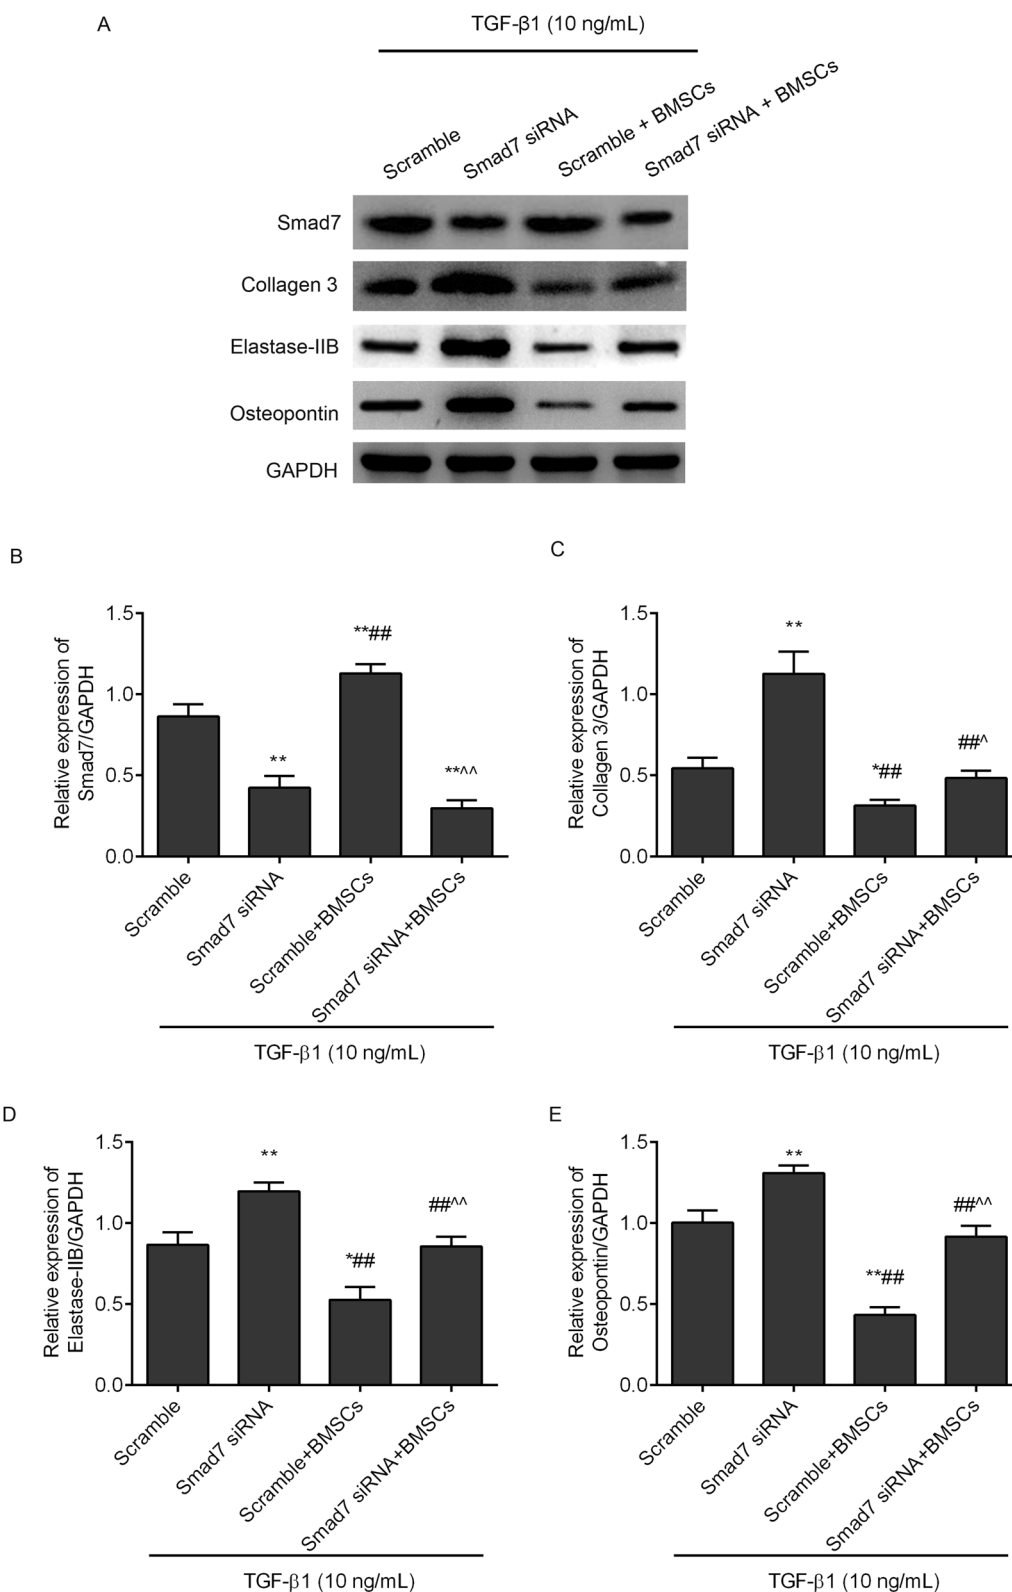 A
TGF-β1 (10 ng/mL)
Scramble
Smad7 siRNA
Scramble + BMSCs
Smad7 siRNA + BMSCs
Smad7
Collagen 3
Elastase-IIB
Osteopontin
GAPDH
B
Relative expression of
Smad7/GAPDH
1.5
1.0
0.5
0.0
**
**##
**^^
Scramble
Smad7 siRNA
Scramble+BMSCs
Smad7 siRNA+BMSCs
TGF-β1 (10 ng/mL)
C
Relative expression of
Collagen 3/GAPDH
1.5
1.0
0.5
0.0
**
*##
##^
Scramble
Smad7 siRNA
Scramble+BMSCs
Smad7 siRNA+BMSCs
TGF-β1 (10 ng/mL)
D
Relative expression of
Elastase-IIB/GAPDH
1.5
1.0
0.5
0.0
**
*##
##^^
Scramble
Smad7 siRNA
Scramble+BMSCs
Smad7 siRNA+BMSCs
TGF-β1 (10 ng/mL)
E
Relative expression of
Osteopontin/GAPDH
1.5
1.0
0.5
0.0
**
**##
##^^
Scramble
Smad7 siRNA
Scramble+BMSCs
Smad7 siRNA+BMSCs
TGF-β1 (10 ng/mL)